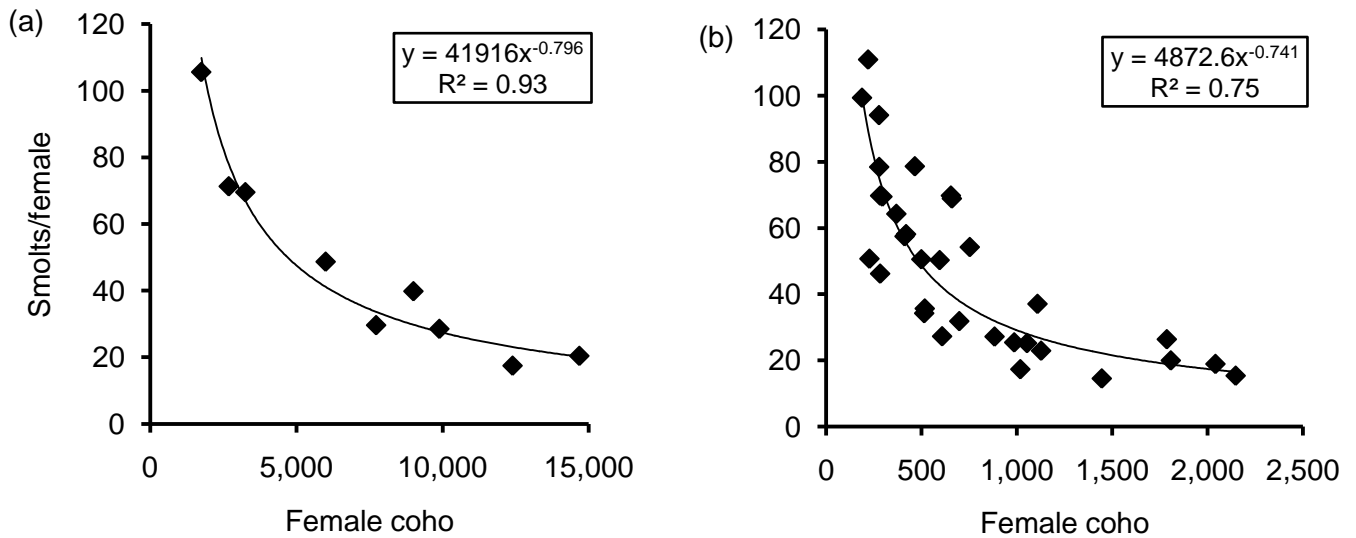 (a)
y = 41916x^-0.796
R² = 0.93
Smolts/female
120
100
80
60
40
20
0
0 5,000 10,000 15,000
Female coho
(b)
y = 4872.6x^-0.741
R² = 0.75
120
100
80
60
40
20
0
0 500 1,000 1,500 2,000 2,500
Female coho